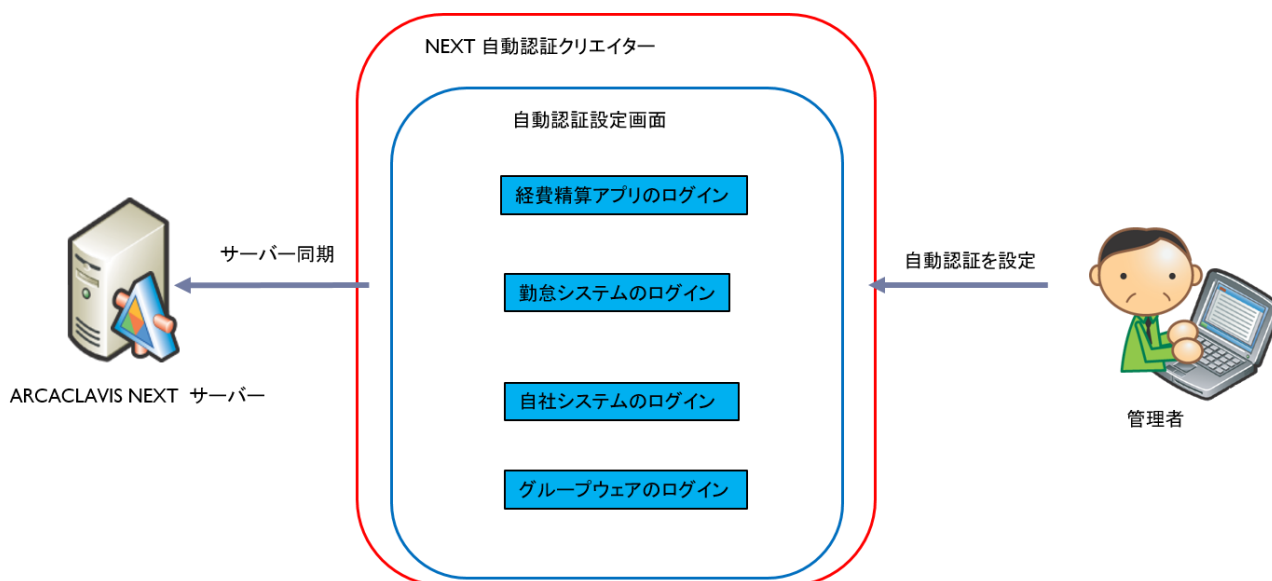 NEXT 自動認証クリエイター
自動認証設定画面
経費精算アプリのログイン
サーバー同期
自動認証を設定
勤怠システムのログイン
ARCACLAVIS NEXT サーバー
自社システムのログイン
管理者
グループウェアのログイン